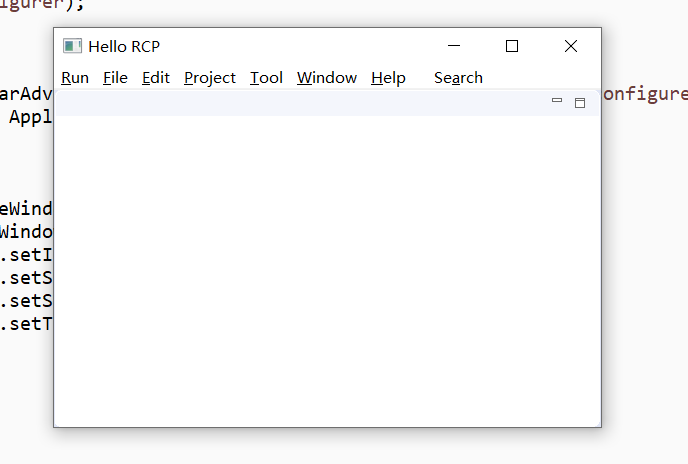 igurer);
Hello RCP
Run File Edit Project Tool Window Help Search
arAdv onfigure
Appl
eWind
Windo
.setI
.setS
.setS
.setT